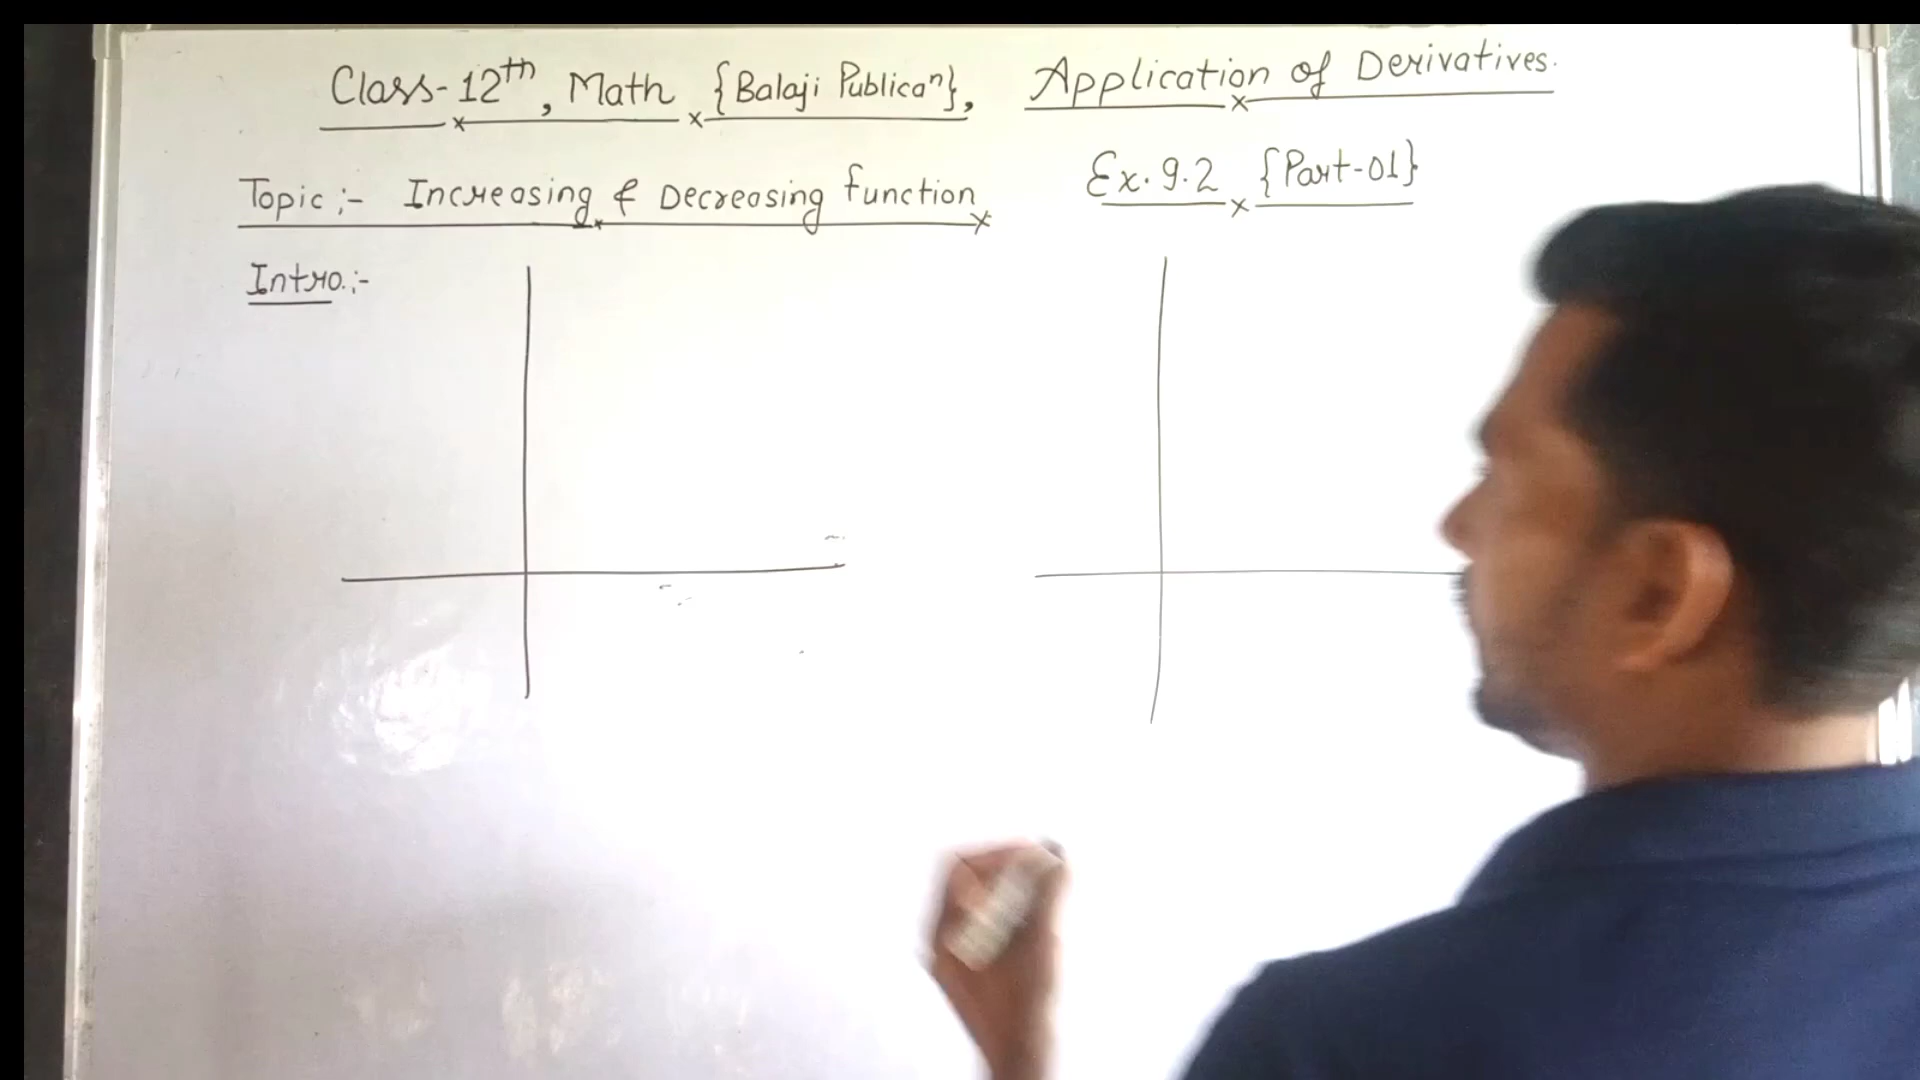 Class-12th, Math {Balaji Publicaⁿ}, Application of Derivatives.
Topic:- Increasing & Decreasing function
Ex. 9.2 {Part-01}
Intro.:-